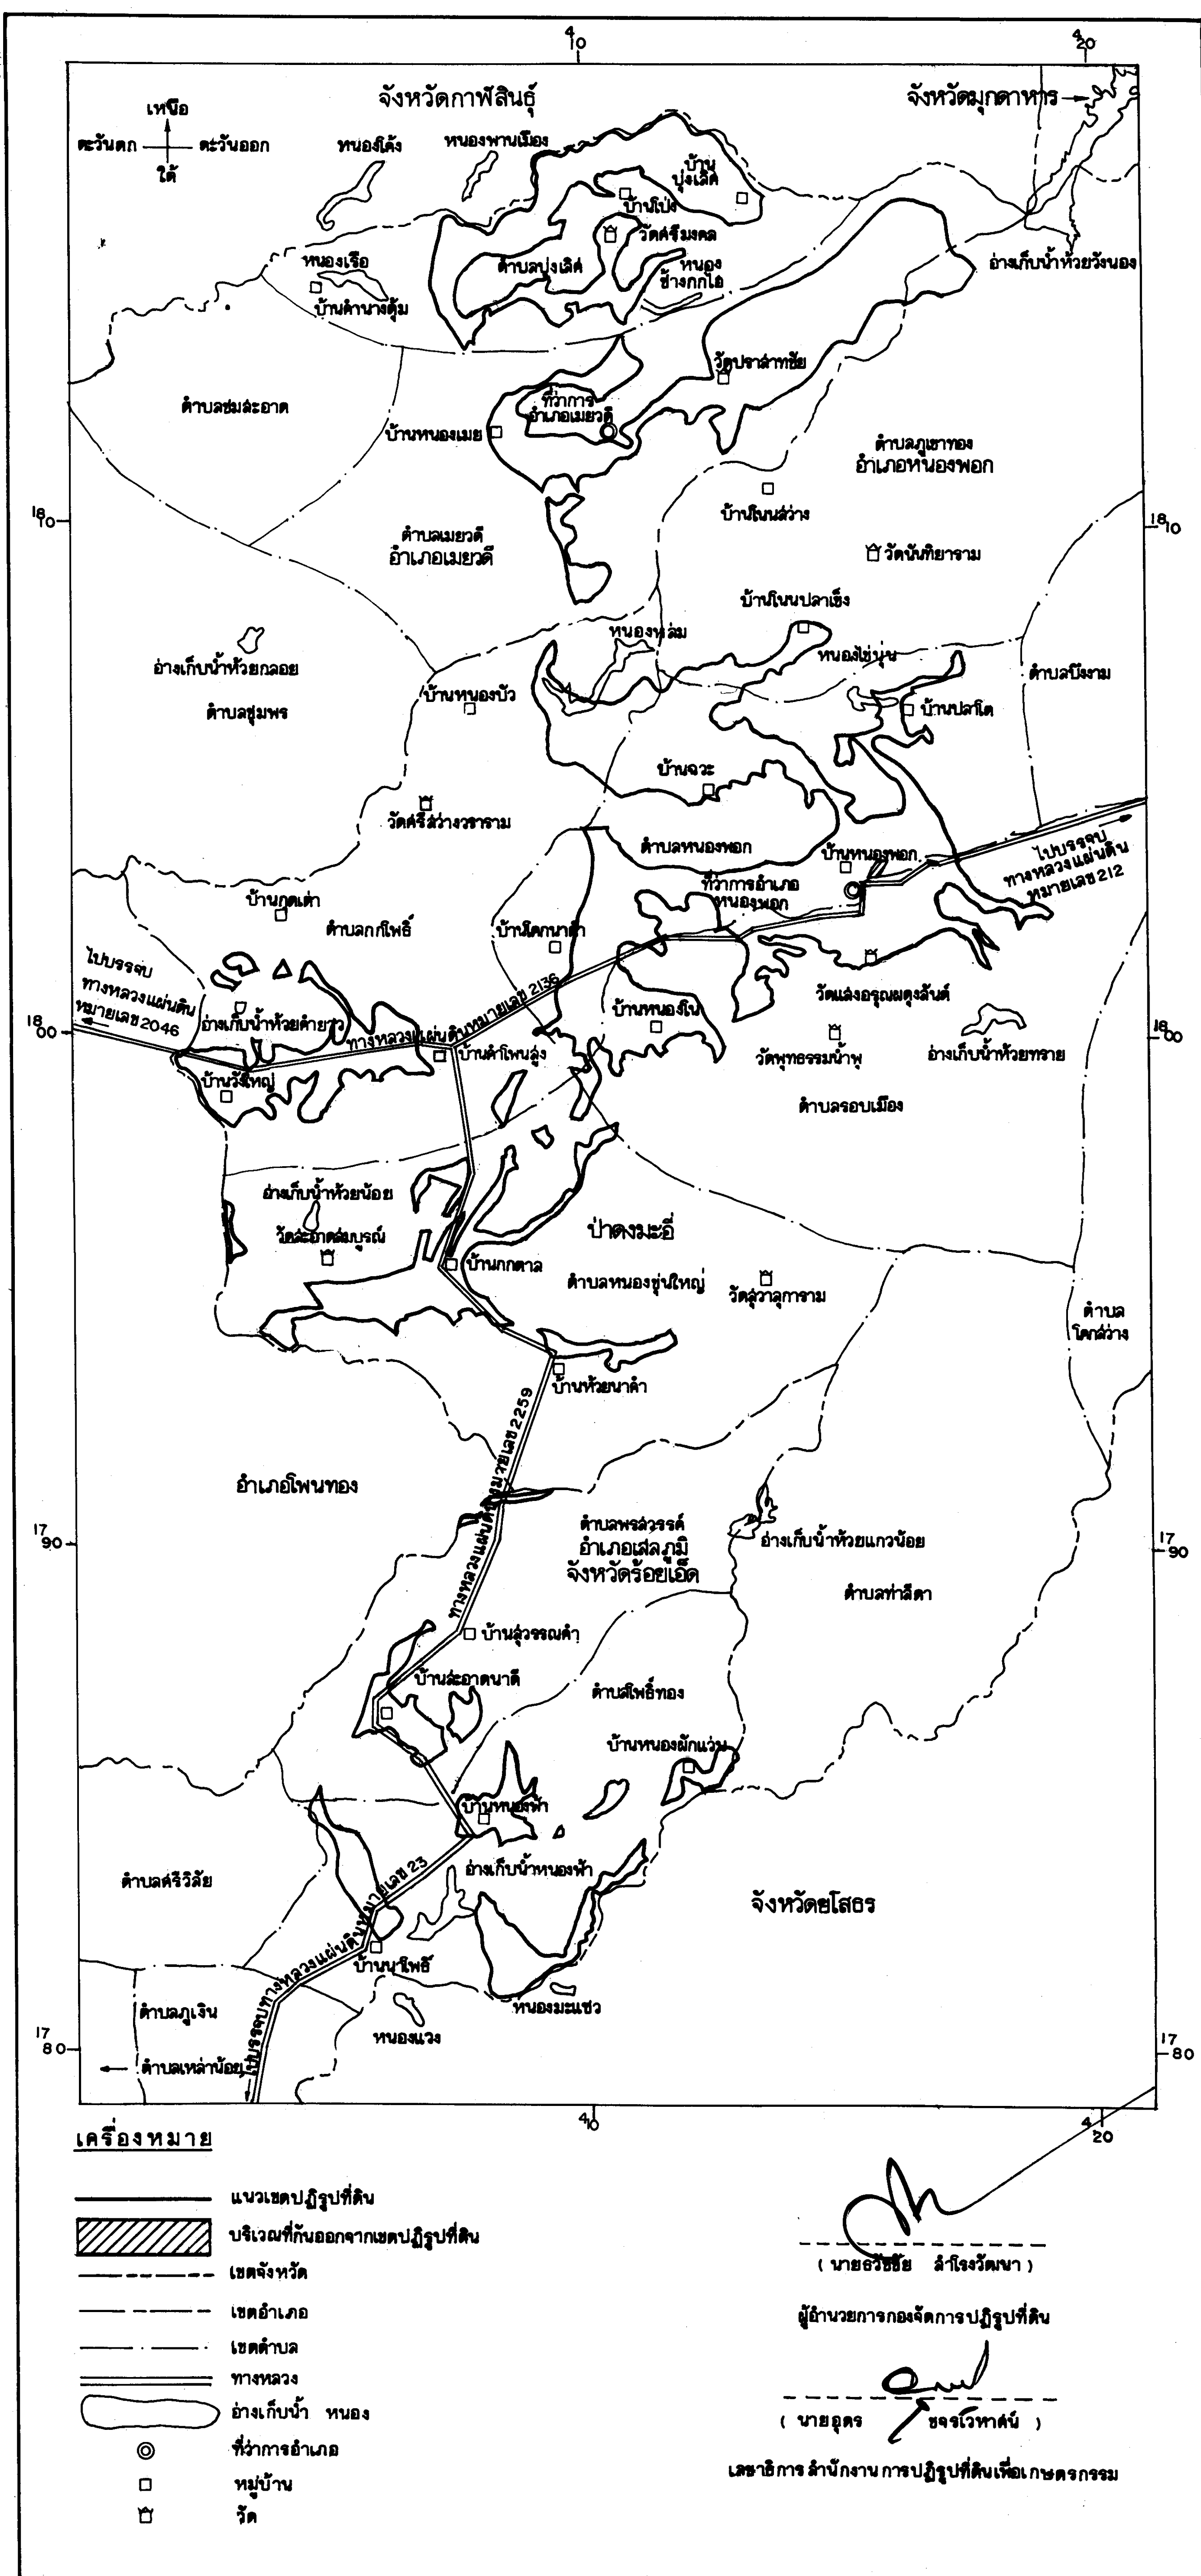 4
10
4
20
จังหวัดกาฬสินธุ์
จังหวัดมุกดาหาร
เหนือ
ตะวันตก
ตะวันออก
ใต้
หนองโค้ง
หนองพานเมือง
บ้าน
บุ่งเลิศ
บ้านโป่ง
วัดศรีมงคล
ตำบลบุ่งเลิศ
หนอง
ช้างกกไฮ
หนองเรือ
บ้านคำนางตุ้ม
อ่างเก็บน้ำห้วยวังนอง
วัดปราสาทชัย
ตำบลชมสะอาด
ที่ว่าการ
อำเภอเมยวดี
บ้านหนองเมย
ตำบลภูเขาทอง
อำเภอหนองพอก
บ้านโนนสว่าง
18
10
18
10
ตำบลเมยวดี
อำเภอเมยวดี
วัดนันทิยาราม
บ้านโนนปลาเข็ง
หนองหล่ม
หนองไข่นุ่น
อ่างเก็บน้ำห้วยกลอย
ตำบลชุมพร
บ้านหนองบัว
ตำบลบึงงาม
บ้านปลาโด
บ้านฉวะ
วัดศรีสว่างวราราม
ตำบลหนองพอก
บ้านหนองพอก
ไปบรรจบ
ทางหลวงแผ่นดิน
หมายเลข 212
ที่ว่าการอำเภอ
หนองพอก
บ้านกุดเต่า
ตำบลกกโพธิ์
บ้านโคกนาคำ
ไปบรรจบ
ทางหลวงแผ่นดิน
หมายเลข 2046
อ่างเก็บน้ำห้วยคำยาว
ทางหลวงแผ่นดินหมายเลข 2136
บ้านหนองโน
วัดแสงอรุณผดุงสันต์
18
00
18
00
บ้านวังใหญ่
บ้านคำโพนสูง
วัดพุทธธรรมน้ำพุ
อ่างเก็บน้ำห้วยทราย
ตำบลรอบเมือง
อ่างเก็บน้ำห้วยน้อย
วัดสะอาดสมบูรณ์
บ้านกกตาล
ป่าดงมะอี่
ตำบลหนองขุ่นใหญ่
วัดสุวาลุการาม
ตำบล
โคกสว่าง
บ้านห้วยนาคำ
ทางหลวงแผ่นดินหมายเลข 2259
อำเภอโพนทอง
17
90
17
90
ตำบลพรสวรรค์
อำเภอเสลภูมิ
จังหวัดร้อยเอ็ด
อ่างเก็บน้ำห้วยแกวน้อย
ตำบลท่าสีดา
บ้านสุวรรณคำ
บ้านสะอาดนาดี
ตำบลโพธิ์ทอง
บ้านหนองผักแว่น
บ้านหนองฟ้า
อ่างเก็บน้ำหนองฟ้า
ตำบลศรีวิลัย
จังหวัดยโสธร
ไปบรรจบทางหลวงแผ่นดินหมายเลข 23
บ้านนาโพธิ์
ตำบลภูเงิน
หนองแวง
หนองมะแซว
ตำบลเหล่าน้อย
17
80
17
80
4
10
4
20
เครื่องหมาย
แนวเขตปฏิรูปที่ดิน
บริเวณที่กันออกจากเขตปฏิรูปที่ดิน
เขตจังหวัด
เขตอำเภอ
เขตตำบล
ทางหลวง
อ่างเก็บน้ำ หนอง
ที่ว่าการอำเภอ
หมู่บ้าน
วัด
( นายธวัชชัย สำโรงวัฒนา )
ผู้อำนวยการกองจัดการปฏิรูปที่ดิน
( นายอุดร ขจรเวหาศน์ )
เลขาธิการสำนักงานการปฏิรูปที่ดินเพื่อเกษตรกรรม